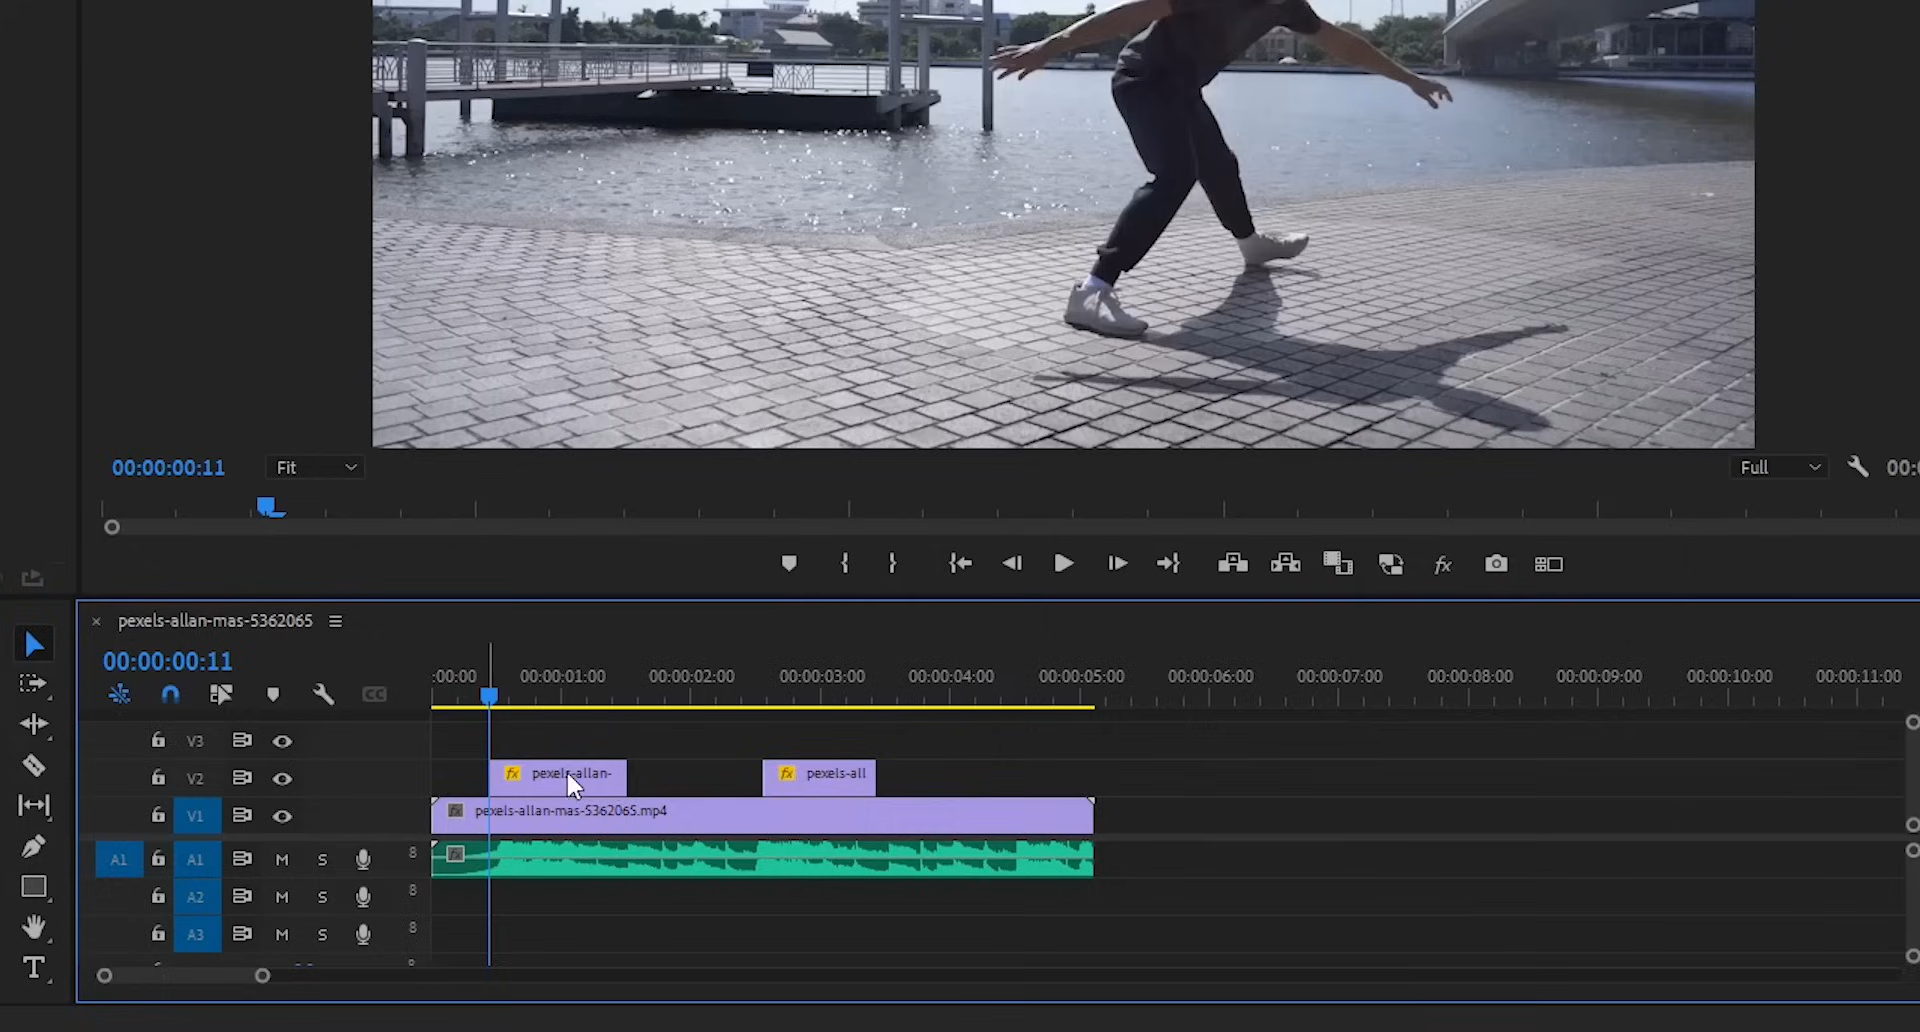 00:00:00:11 Fit Full 00:
fx
× pexels-allan-mas-5362065
00:00:00:11
:00:00 00:00:01:00 00:00:02:00 00:00:03:00 00:00:04:00 00:00:05:00 00:00:06:00 00:00:07:00 00:00:08:00 00:00:09:00 00:00:10:00 00:00:11:00
CC
V3
V2 fx pexels-allan- fx pexels-all
V1 fx pexels-allan-mas-5362065.mp4
A1 A1 M S 8 fx
A2 M S 8
A3 M S 8
T